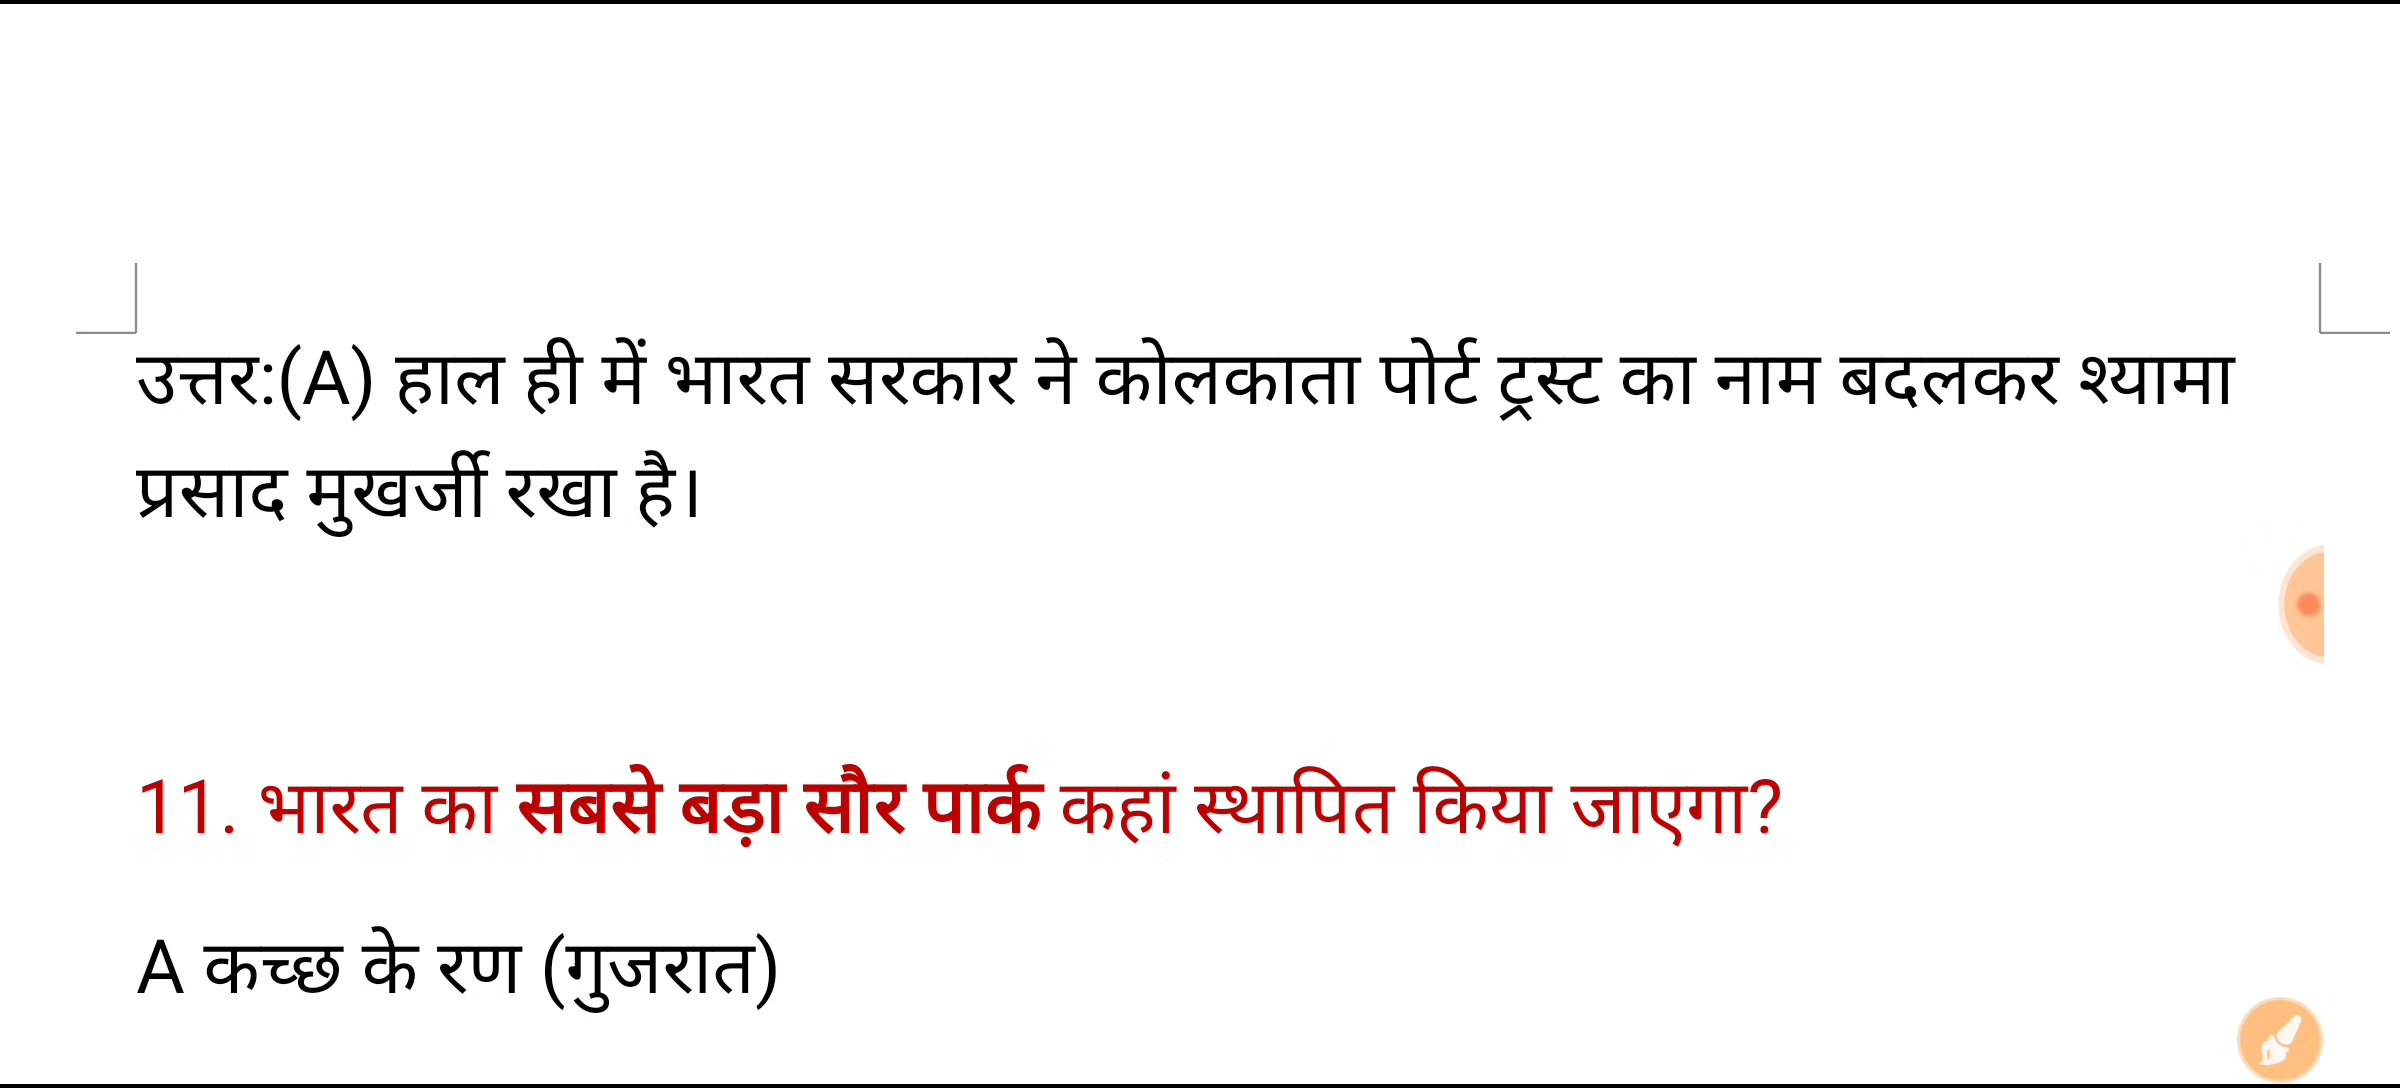 उत्तर:(A) हाल ही में भारत सरकार ने कोलकाता पोर्ट ट्रस्ट का नाम बदलकर श्यामा
प्रसाद मुखर्जी रखा है।
11. भारत का सबसे बड़ा सौर पार्क कहां स्थापित किया जाएगा?
A कच्छ के रण (गुजरात)